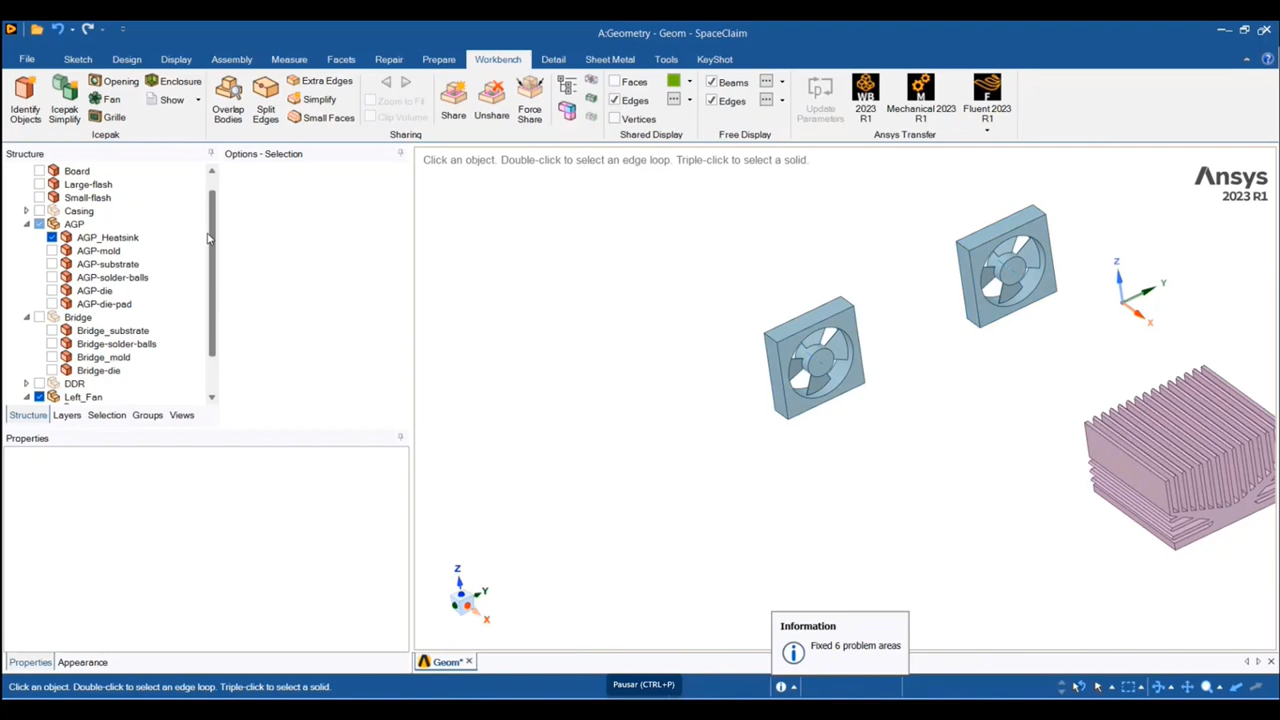 A:Geometry - Geom - SpaceClaim
File Sketch Design Display Assembly Measure Facets Repair Prepare Workbench Detail Sheet Metal Tools KeyShot
Identify Objects
Icepak Simplify
Opening
Fan
Grille
Enclosure
Show
Icepak
Overlap Bodies
Split Edges
Extra Edges
Simplify
Small Faces
Zoom to Fit
Clip Volume
Share
Unshare
Force Share
Sharing
Faces
Edges
Vertices
Shared Display
Beams
Edges
Free Display
Update Parameters
WB
2023 R1
M
Mechanical 2023 R1
F
Fluent 2023 R1
Ansys Transfer
Structure
Board
Large-flash
Small-flash
Casing
AGP
AGP_Heatsink
AGP-mold
AGP-substrate
AGP-solder-balls
AGP-die
AGP-die-pad
Bridge
Bridge_substrate
Bridge-solder-balls
Bridge_mold
Bridge-die
DDR
Left_Fan
Structure Layers Selection Groups Views
Options - Selection
Properties
Properties Appearance
Click an object. Double-click to select an edge loop. Triple-click to select a solid.
Ansys
2023 R1
Z
Y
X
Z
Y
X
Information
Fixed 6 problem areas
Geom*
Pausar (CTRL+P)
Click an object. Double-click to select an edge loop. Triple-click to select a solid.